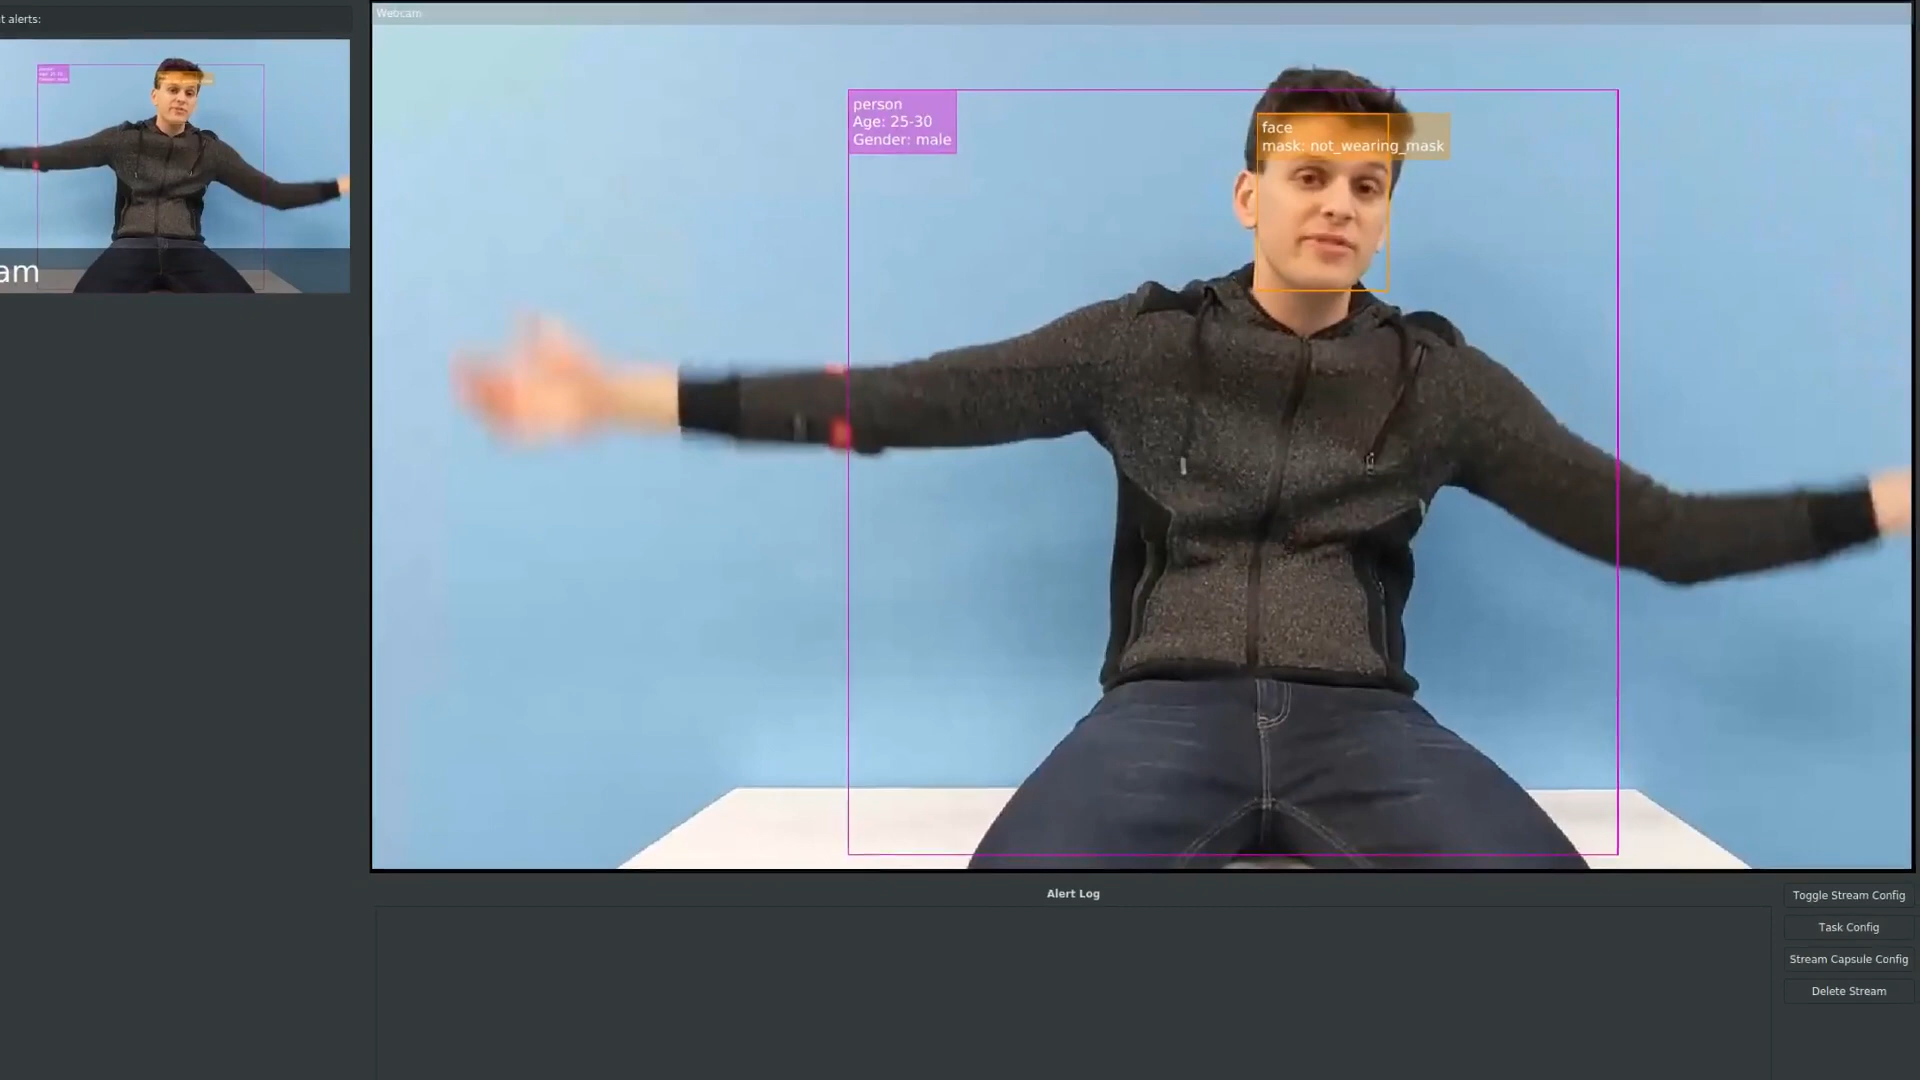 t alerts:
am
Webcam
person
Age: 25-30
Gender: male
face
mask: not_wearing_mask
Alert Log
Toggle Stream Config
Task Config
Stream Capsule Config
Delete Stream